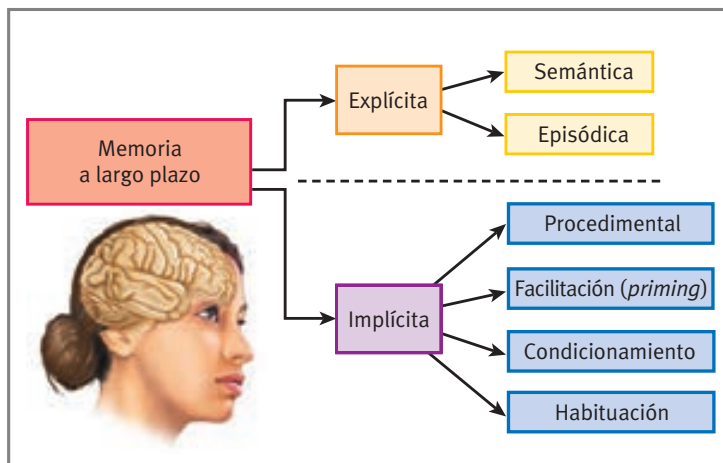 Memoria
a largo plazo
Explícita
Semántica
Episódica
Implícita
Procedimental
Facilitación (priming)
Condicionamiento
Habituación